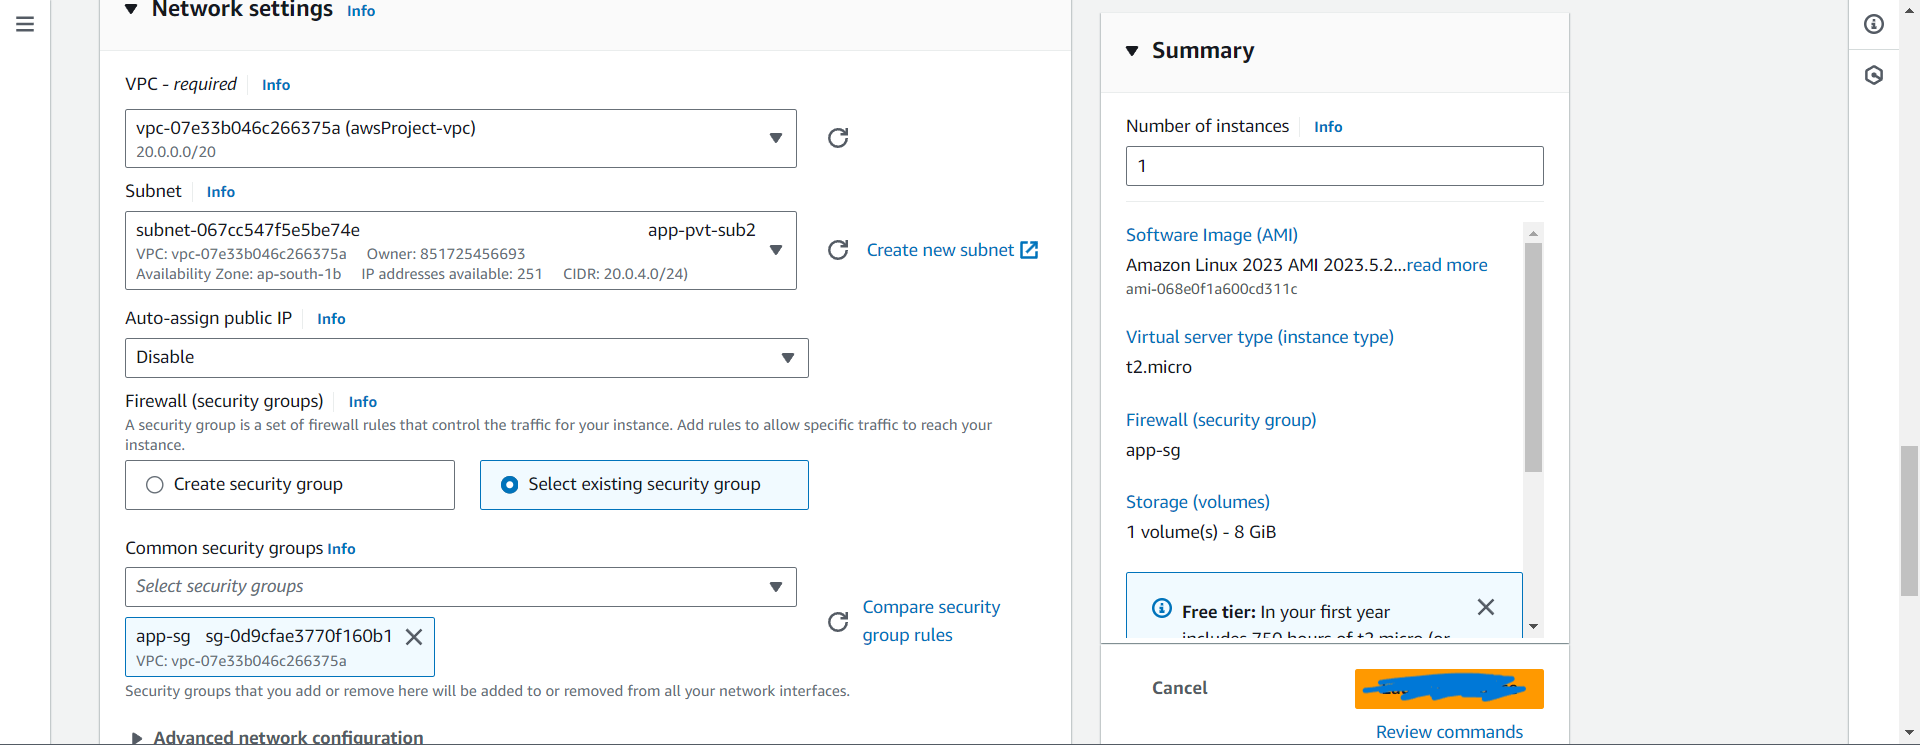 Network settings Info
VPC - required Info
vpc-07e33b046c266375a (awsProject-vpc)
20.0.0.0/20
Subnet Info
subnet-067cc547f5e5be74e app-pvt-sub2
VPC: vpc-07e33b046c266375a Owner: 851725456693
Availability Zone: ap-south-1b IP addresses available: 251 CIDR: 20.0.4.0/24)
Create new subnet
Auto-assign public IP Info
Disable
Firewall (security groups) Info
A security group is a set of firewall rules that control the traffic for your instance. Add rules to allow specific traffic to reach your
instance.
Create security group
Select existing security group
Common security groups Info
Select security groups
Compare security
group rules
app-sg sg-0d9cfae3770f160b1
VPC: vpc-07e33b046c266375a
Security groups that you add or remove here will be added to or removed from all your network interfaces.
Advanced network configuration
Summary
Number of instances Info
1
Software Image (AMI)
Amazon Linux 2023 AMI 2023.5.2...read more
ami-068e0f1a600cd311c
Virtual server type (instance type)
t2.micro
Firewall (security group)
app-sg
Storage (volumes)
1 volume(s) - 8 GiB
Free tier: In your first year
includes 750 hours of t2.micro (or
Cancel
Review commands